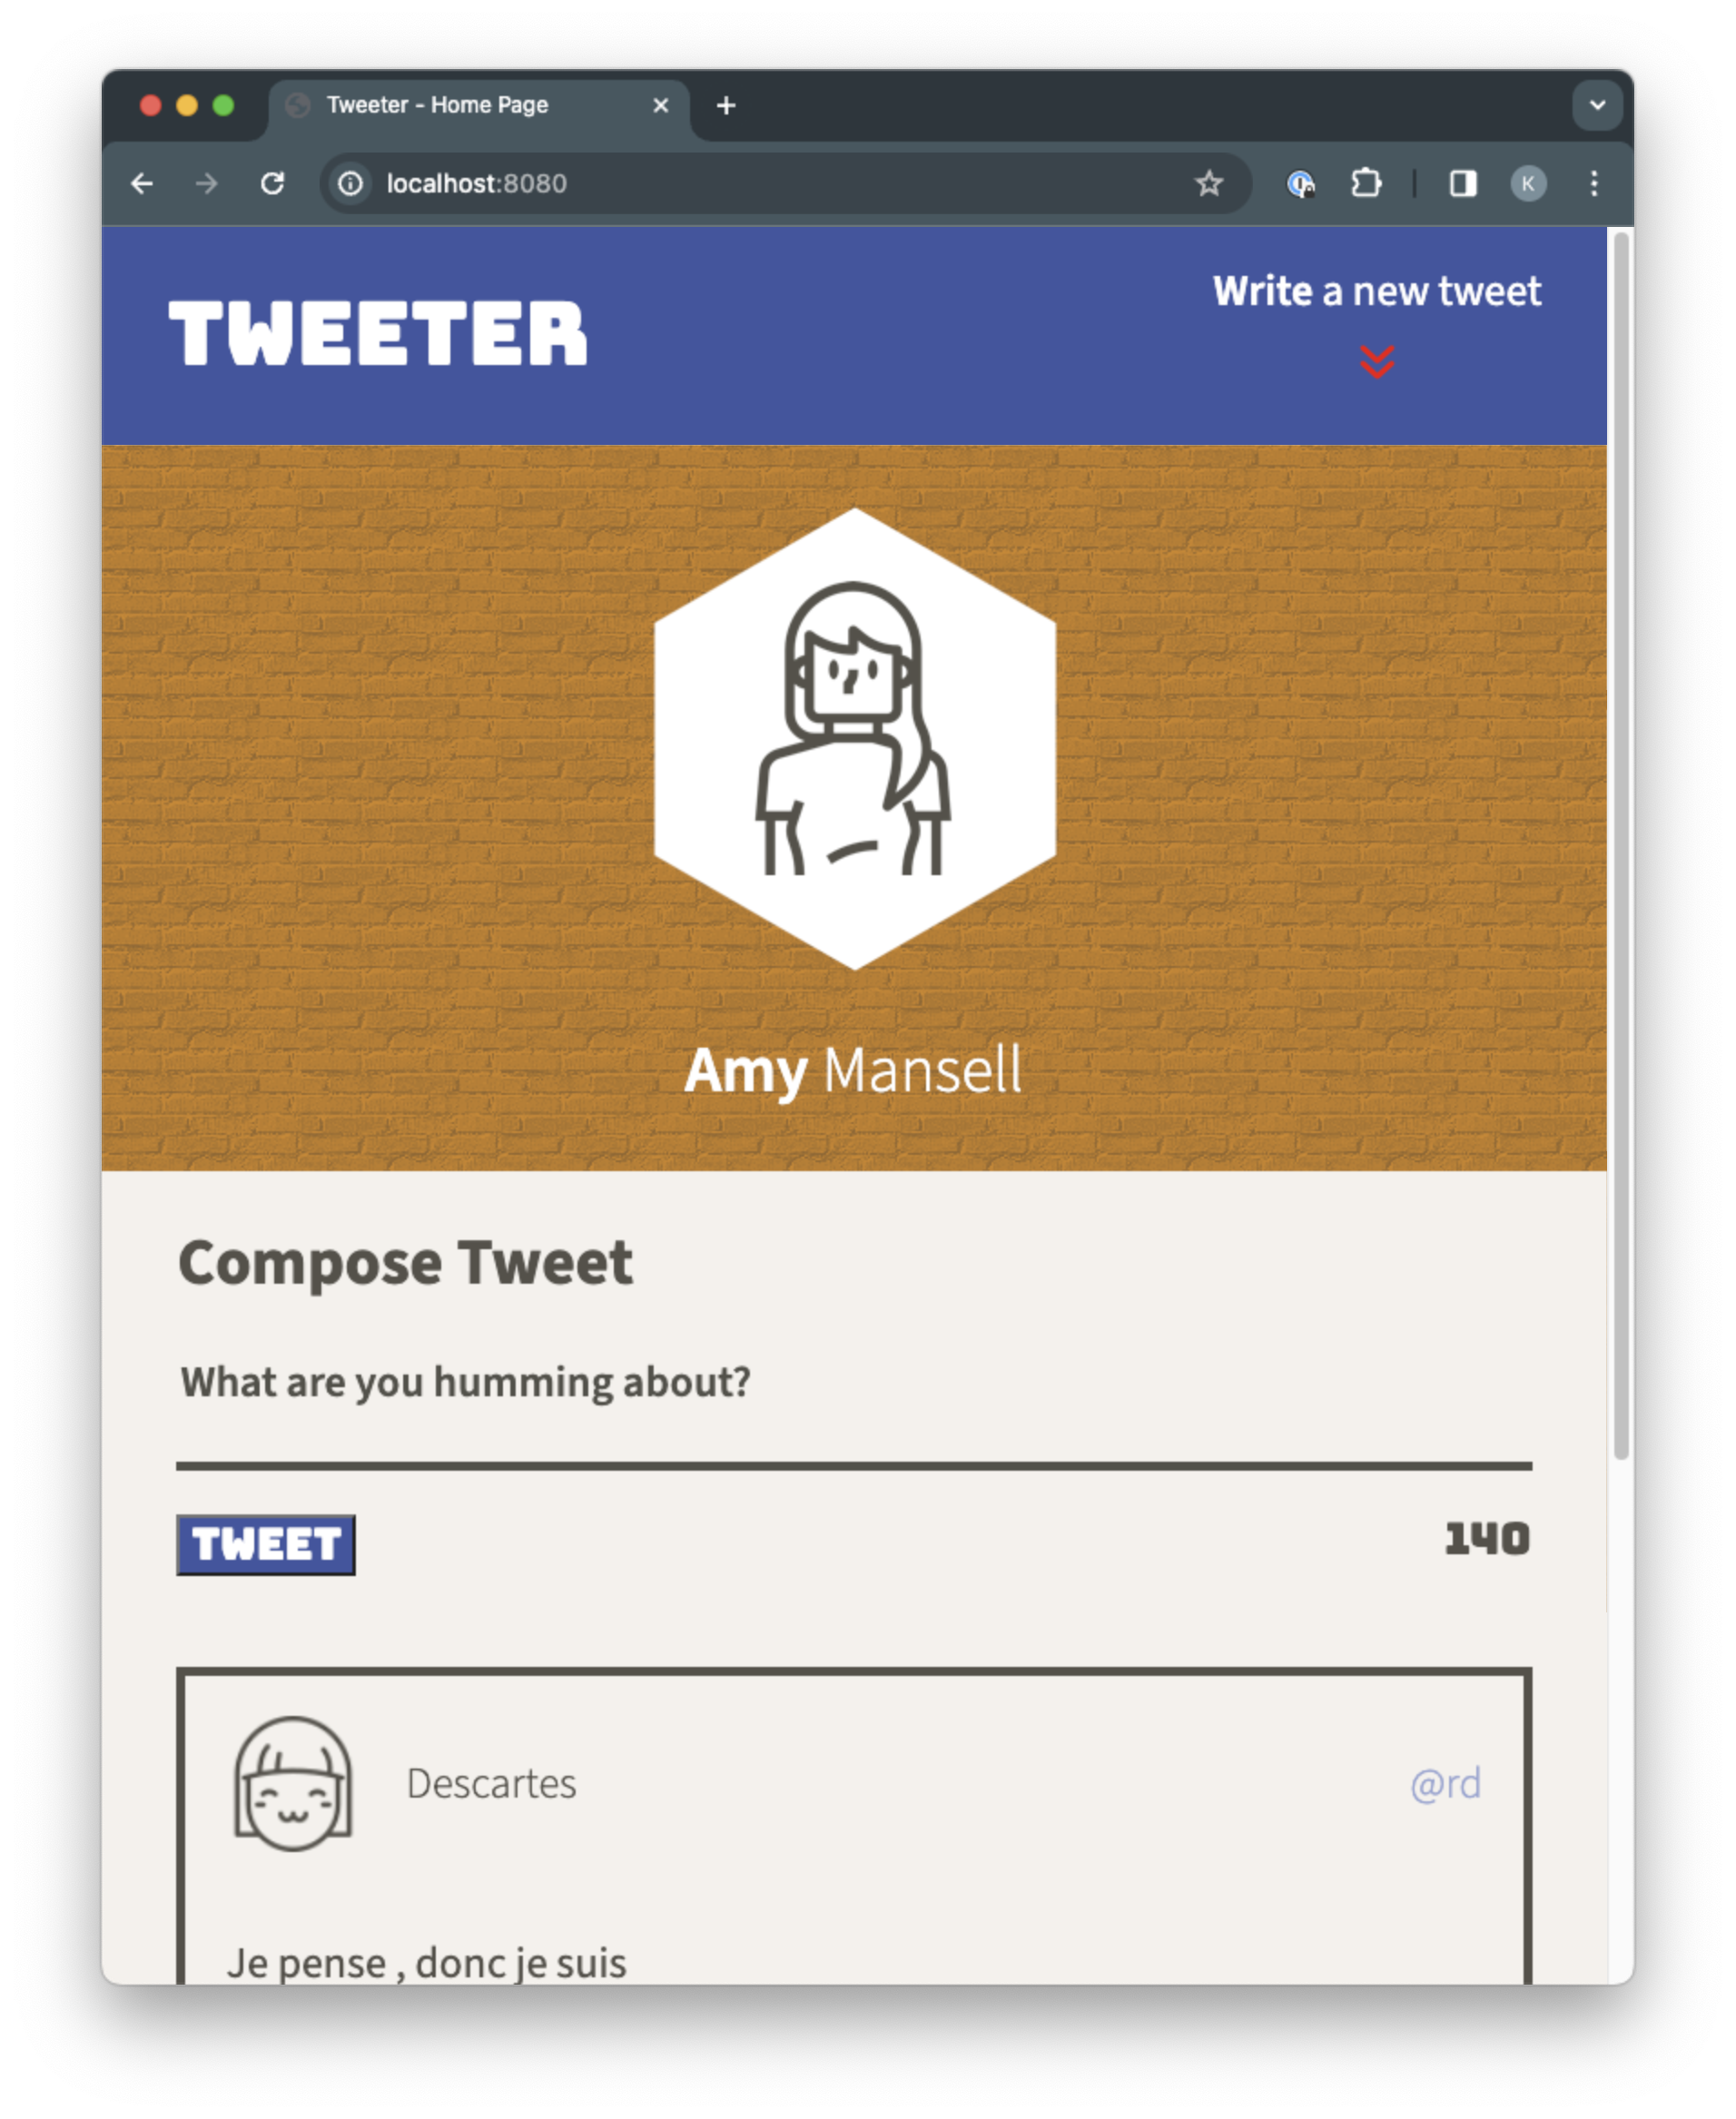 Tweeter - Home Page
localhost:8080
K
TWEETER
Write a new tweet
Amy Mansell
Compose Tweet
What are you humming about?
TWEET
140
Descartes
@rd
Je pense , donc je suis